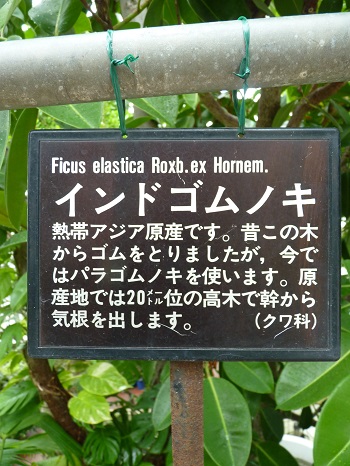 Ficus elastica Roxb.ex Hornem.
インドゴムノキ
熱帯アジア原産です。昔この木
からゴムをとりましたが，今で
はパラゴムノキを使います。原
産地では20㍍位の高木で幹から
気根を出します。 （クワ科）